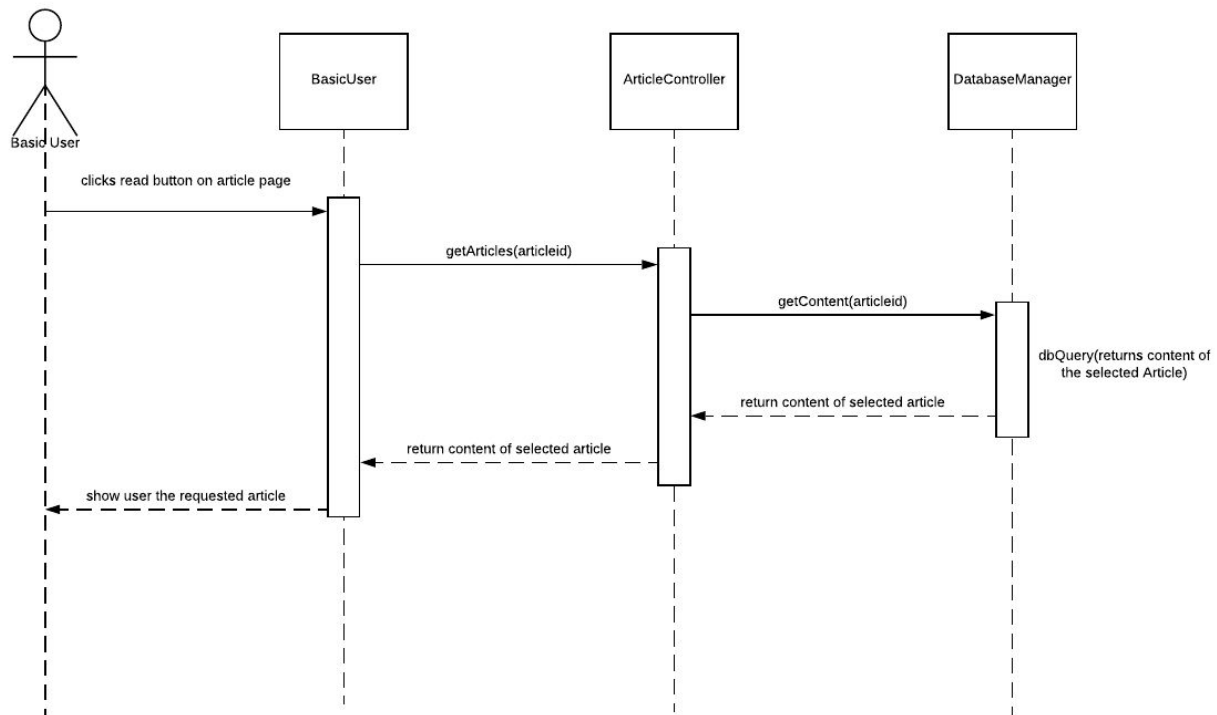 BasicUser
ArticleController
DatabaseManager
Basic User
clicks read button on article page
getArticles(articleid)
getContent(articleid)
dbQuery(returns content of
the selected Article)
return content of selected article
return content of selected article
show user the requested article